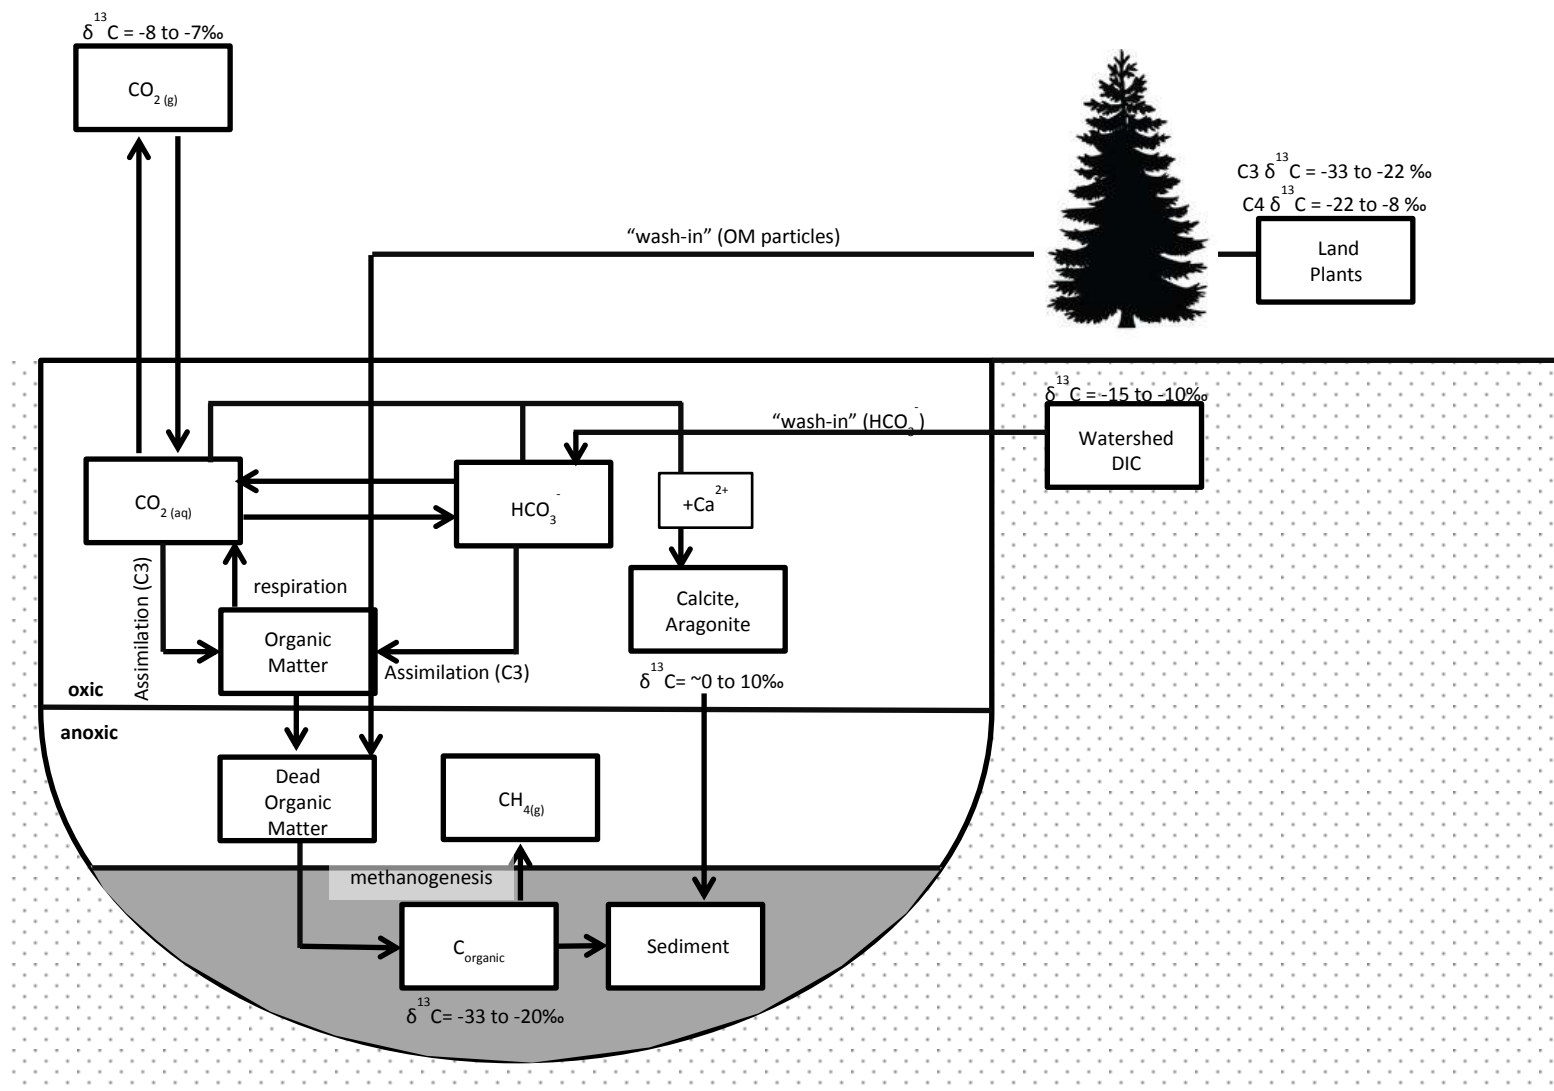 δ¹³C = -8 to -7‰
CO₂ (g)
C3 δ¹³C = -33 to -22 ‰
C4 δ¹³C = -22 to -8 ‰
Land
Plants
“wash-in” (OM particles)
δ¹³C = -15 to -10‰
Watershed
DIC
“wash-in” (HCO₃⁻)
CO₂ (aq)
HCO₃⁻
+Ca²⁺
Assimilation (C3)
respiration
Organic
Matter
Assimilation (C3)
Calcite,
Aragonite
δ¹³C= ~0 to 10‰
oxic
anoxic
Dead
Organic
Matter
CH₄(g)
methanogenesis
C organic
Sediment
δ¹³C= -33 to -20‰